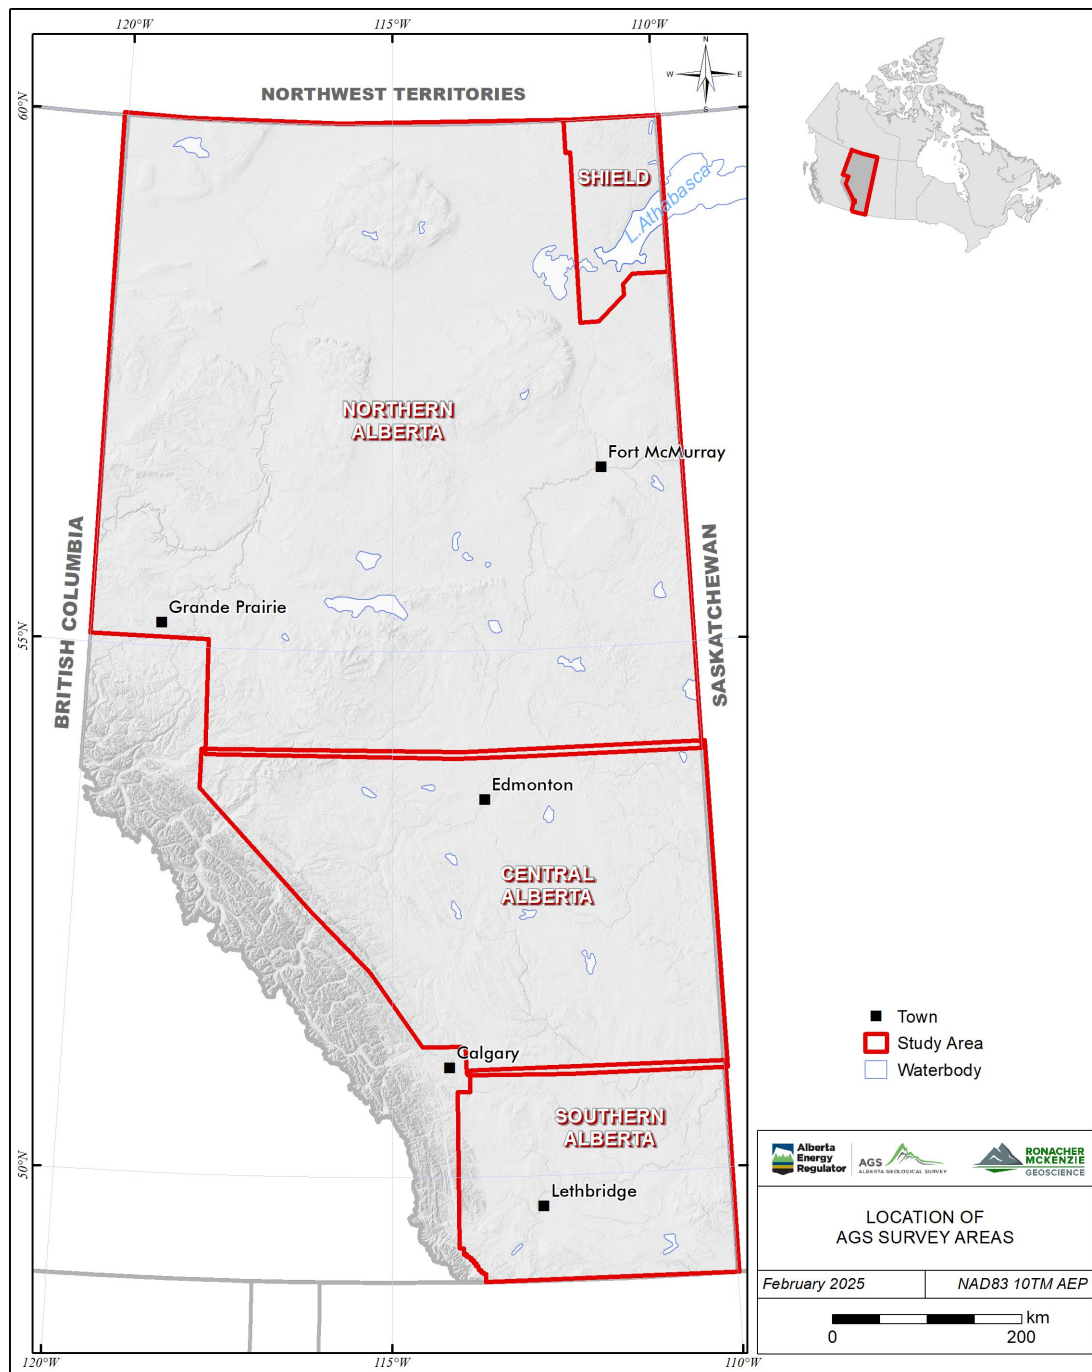 120°W
115°W
110°W
N
W
E
S
60°N
NORTHWEST TERRITORIES
SHIELD
L.Athabasca
NORTHERN
ALBERTA
Fort McMurray
BRITISH COLUMBIA
SASKATCHEWAN
Grande Prairie
55°N
Edmonton
CENTRAL
ALBERTA
Calgary
SOUTHERN
ALBERTA
50°N
Lethbridge
120°W
115°W
110°W
Town
Study Area
Waterbody
Alberta
Energy
Regulator
AGS
ALBERTA GEOLOGICAL SURVEY
RONACHER
MCKENZIE
GEOSCIENCE
LOCATION OF
AGS SURVEY AREAS
February 2025
NAD83 10TM AEP
km
0
200